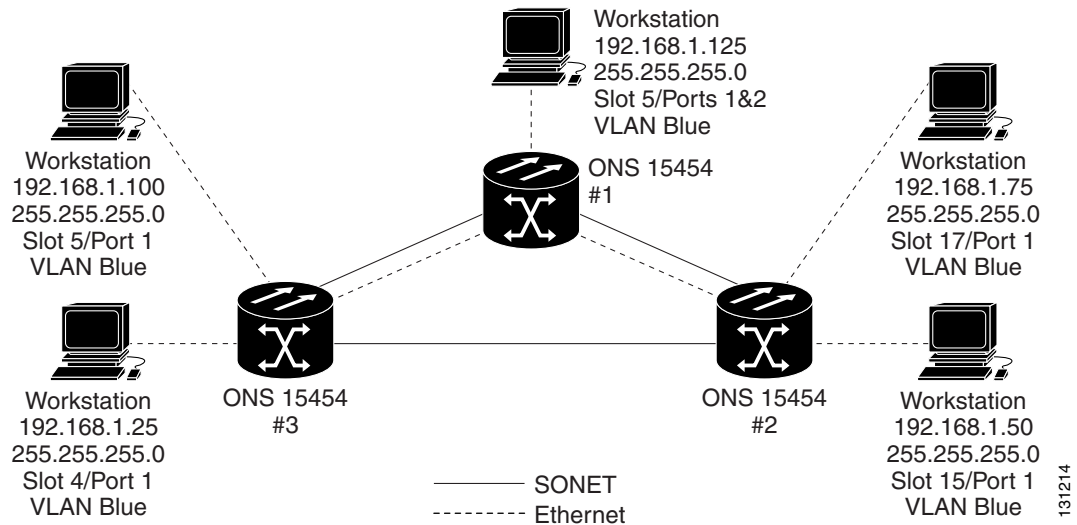 Workstation
192.168.1.125
255.255.255.0
Slot 5/Ports 1&2
VLAN Blue
ONS 15454
#1
Workstation
192.168.1.100
255.255.255.0
Slot 5/Port 1
VLAN Blue
Workstation
192.168.1.75
255.255.255.0
Slot 17/Port 1
VLAN Blue
Workstation
192.168.1.25
255.255.255.0
Slot 4/Port 1
VLAN Blue
ONS 15454
#3
ONS 15454
#2
Workstation
192.168.1.50
255.255.255.0
Slot 15/Port 1
VLAN Blue
SONET
Ethernet
131214